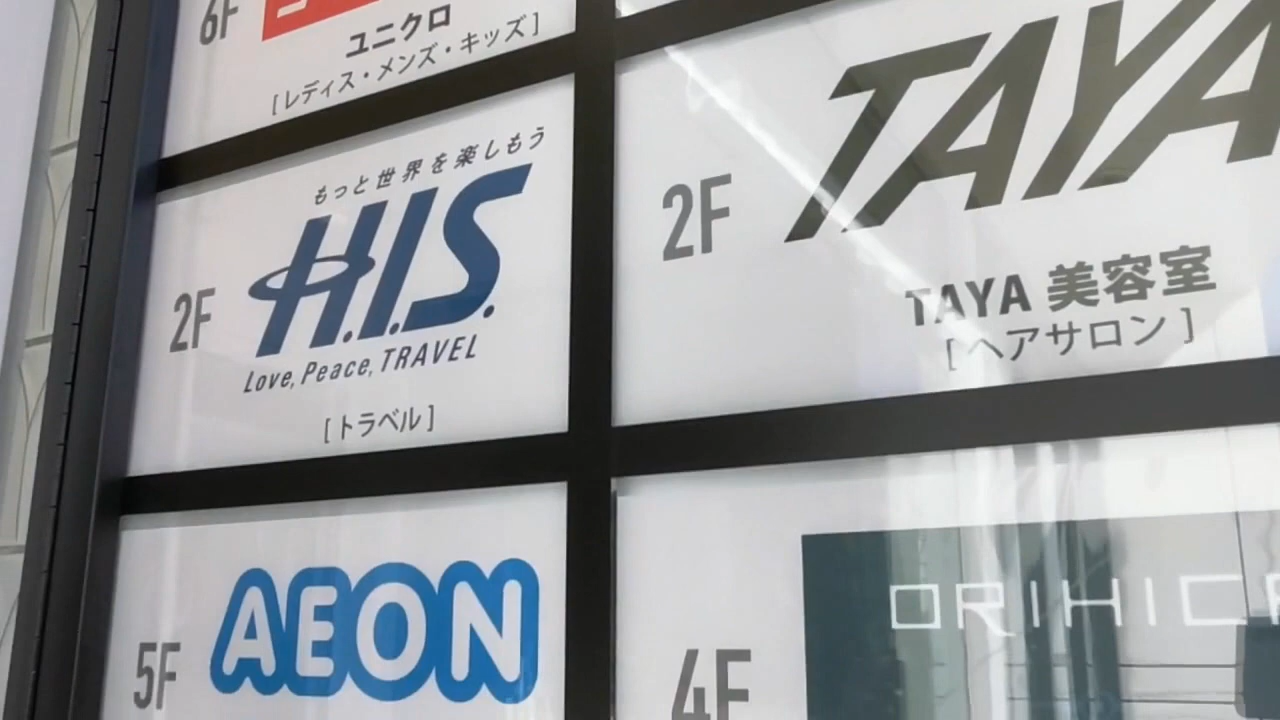 6F
ユニクロ
[レディス・メンズ・キッズ]
もっと世界を楽しもう
2F
H.I.S.
Love, Peace, TRAVEL
[トラベル]
2F
TAYA
TAYA 美容室
[ヘアサロン]
5F
AEON
4F
ORIHIC